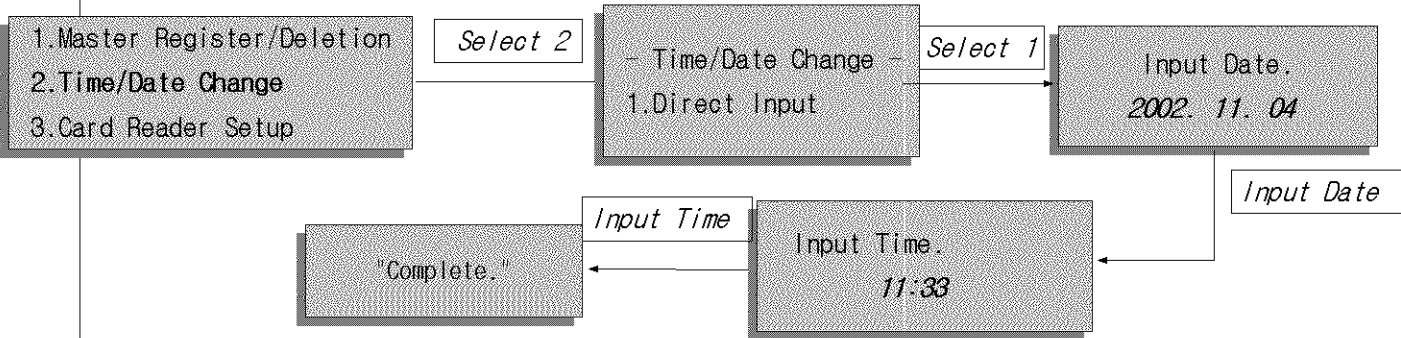 1.Master Register/Deletion
2.Time/Date Change
3.Card Reader Setup
Select 2
- Time/Date Change -
1.Direct Input
Select 1
Input Date.
2002. 11. 04
Input Date
Input Time.
11:33
Input Time
"Complete."